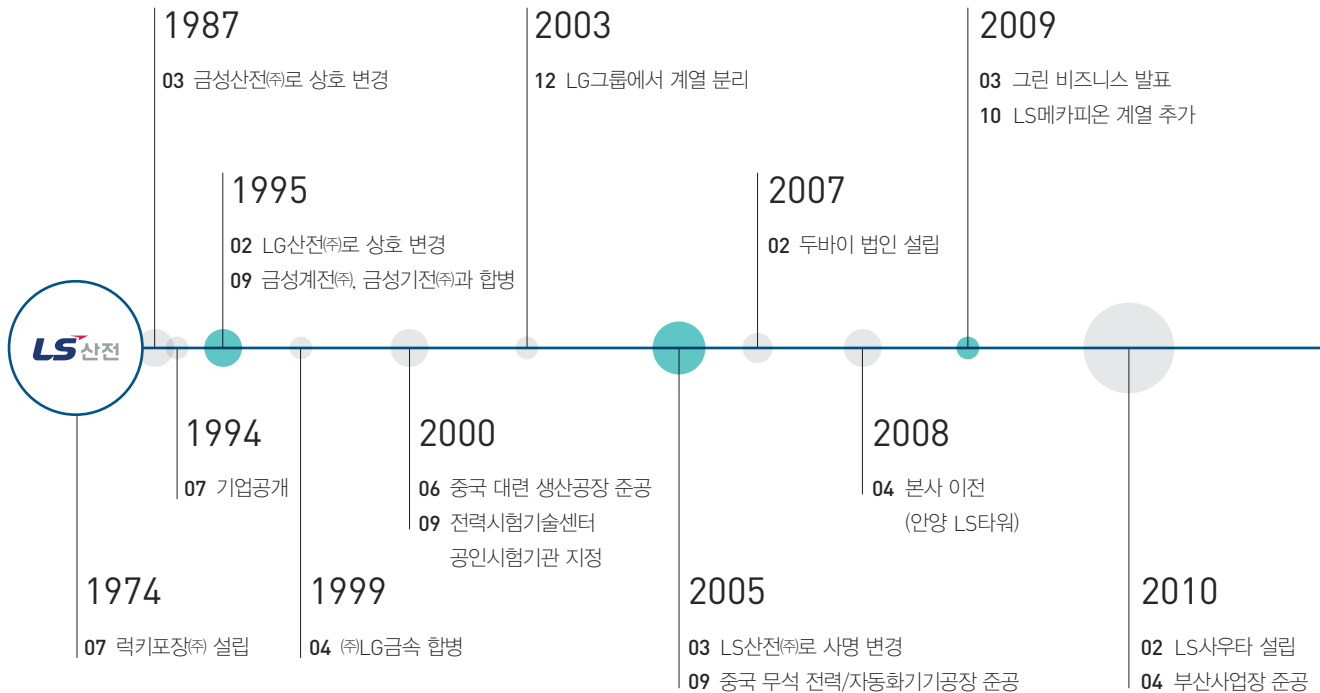 1987
03 금성산전㈜로 상호 변경
2003
12 LG그룹에서 계열 분리
2009
03 그린 비즈니스 발표
10 LS메카피온 계열 추가
1995
02 LG산전㈜로 상호 변경
09 금성계전㈜, 금성기전㈜과 합병
2007
02 두바이 법인 설립
LS산전
1994
07 기업공개
2000
06 중국 대련 생산공장 준공
09 전력시험기술센터
공인시험기관 지정
2008
04 본사 이전
(안양 LS타워)
1974
07 럭키포장㈜ 설립
1999
04 ㈜LG금속 합병
2005
03 LS산전㈜로 사명 변경
09 중국 무석 전력/자동화기기공장 준공
2010
02 LS사우타 설립
04 부산사업장 준공